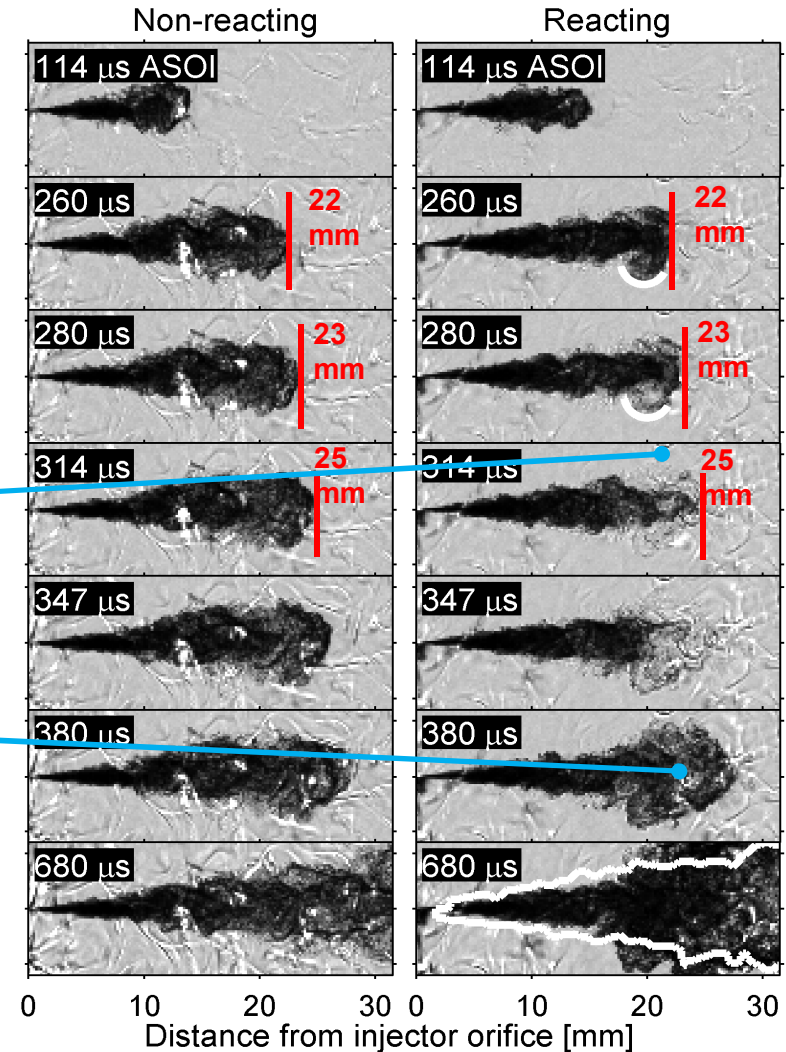 Non-reacting Reacting
114 µs ASOI 114 µs ASOI
260 µs 22 mm 260 µs 22 mm
280 µs 23 mm 280 µs 23 mm
314 µs 25 mm 314 µs 25 mm
347 µs 347 µs
380 µs 380 µs
680 µs 680 µs
0 10 20 30 0 10 20 30
Distance from injector orifice [mm]